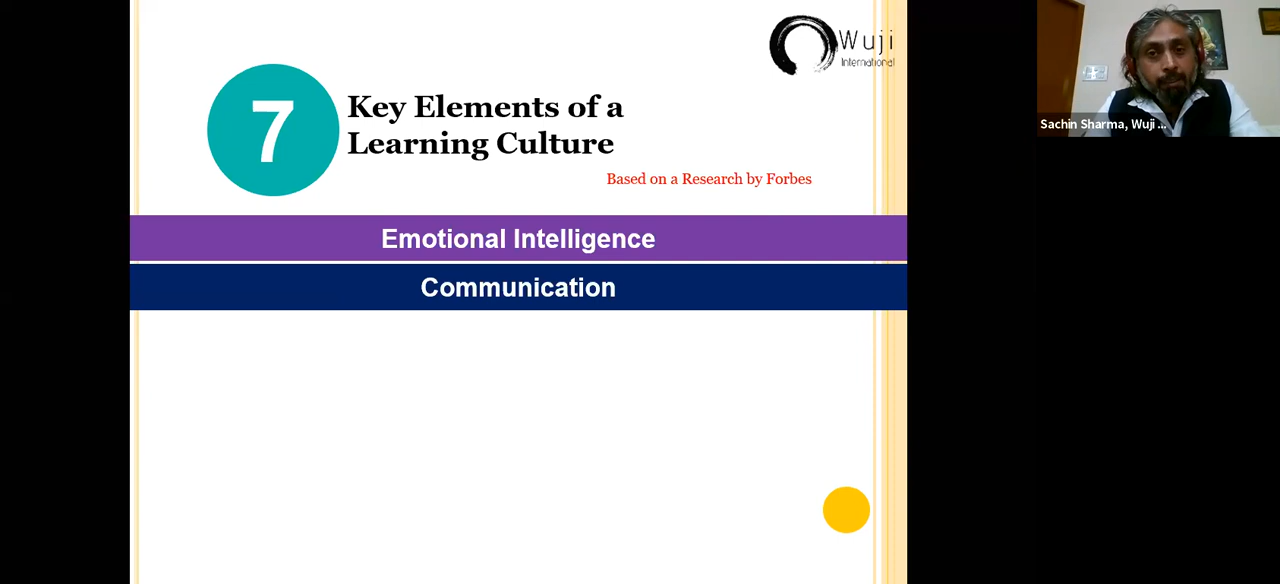 Wuji
International
7
Key Elements of a
Learning Culture
Based on a Research by Forbes
Emotional Intelligence
Communication
Sachin Sharma, Wuji ...